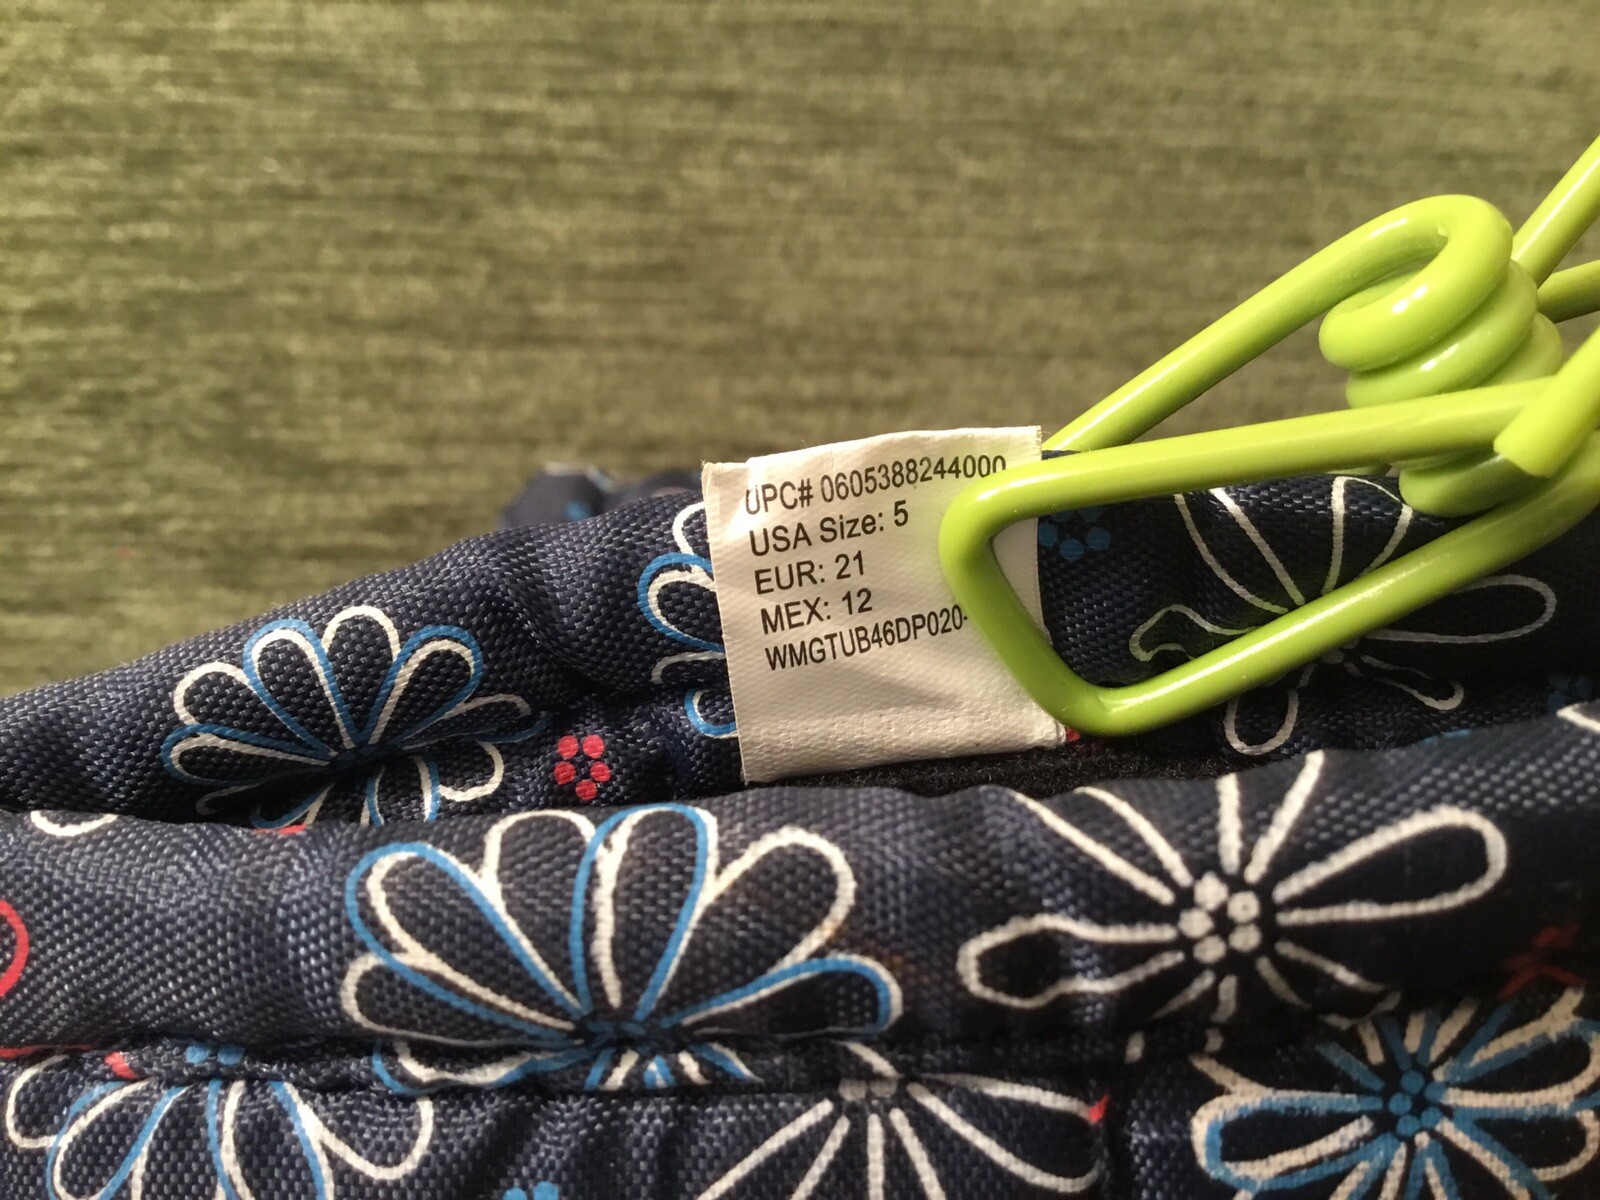 UPC# 0605388244000
USA Size: 5
EUR: 21
MEX: 12
WMGTUB46DP020-